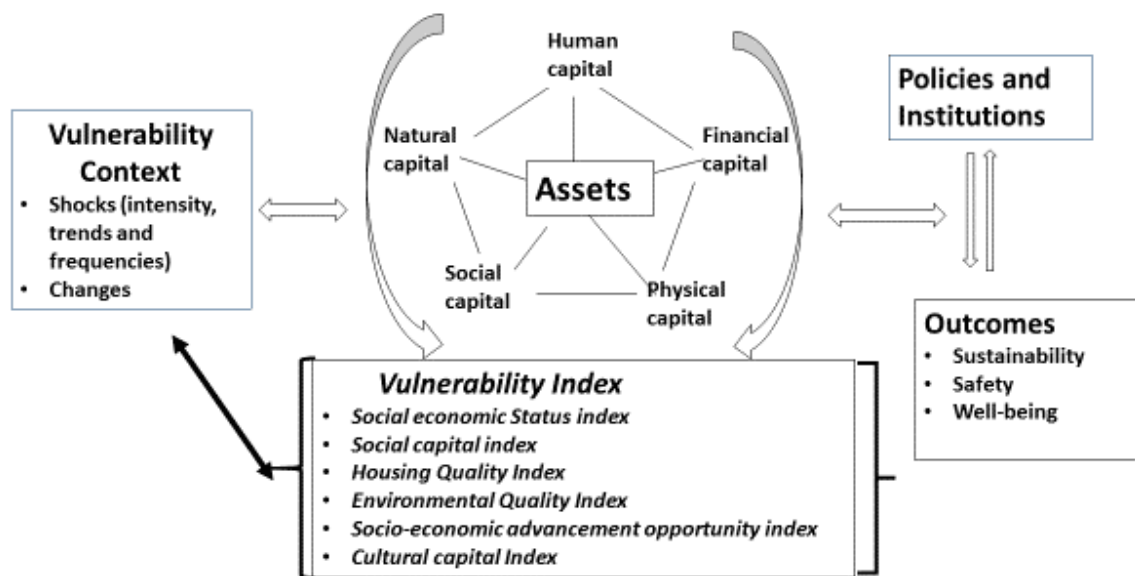 Vulnerability
Context
• Shocks (intensity,
trends and
frequencies)
• Changes
Human
capital
Natural
capital
Financial
capital
Assets
Social
capital
Physical
capital
Policies and
Institutions
Outcomes
• Sustainability
• Safety
• Well-being
Vulnerability Index
• Social economic Status index
• Social capital index
• Housing Quality Index
• Environmental Quality Index
• Socio-economic advancement opportunity index
• Cultural capital Index